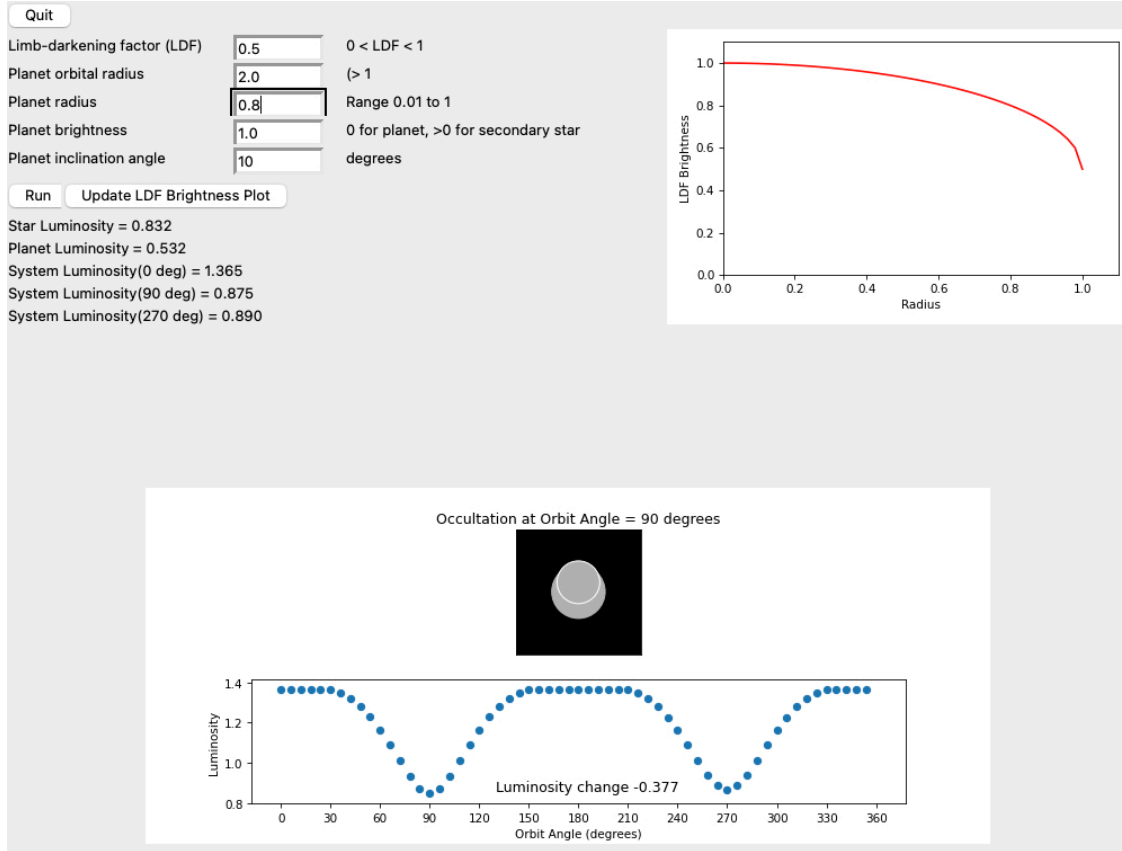 Quit
Limb-darkening factor (LDF) 0.5 0 < LDF < 1
Planet orbital radius 2.0 (> 1
Planet radius 0.8 Range 0.01 to 1
Planet brightness 1.0 0 for planet, >0 for secondary star
Planet inclination angle 10 degrees
Run Update LDF Brightness Plot
Star Luminosity = 0.832
Planet Luminosity = 0.532
System Luminosity(0 deg) = 1.365
System Luminosity(90 deg) = 0.875
System Luminosity(270 deg) = 0.890
LDF Brightness
1.0
0.8
0.6
0.4
0.2
0.0
0.0 0.2 0.4 0.6 0.8 1.0
Radius
Occultation at Orbit Angle = 90 degrees
Luminosity
1.4
1.2
1.0
0.8
Luminosity change -0.377
0 30 60 90 120 150 180 210 240 270 300 330 360
Orbit Angle (degrees)